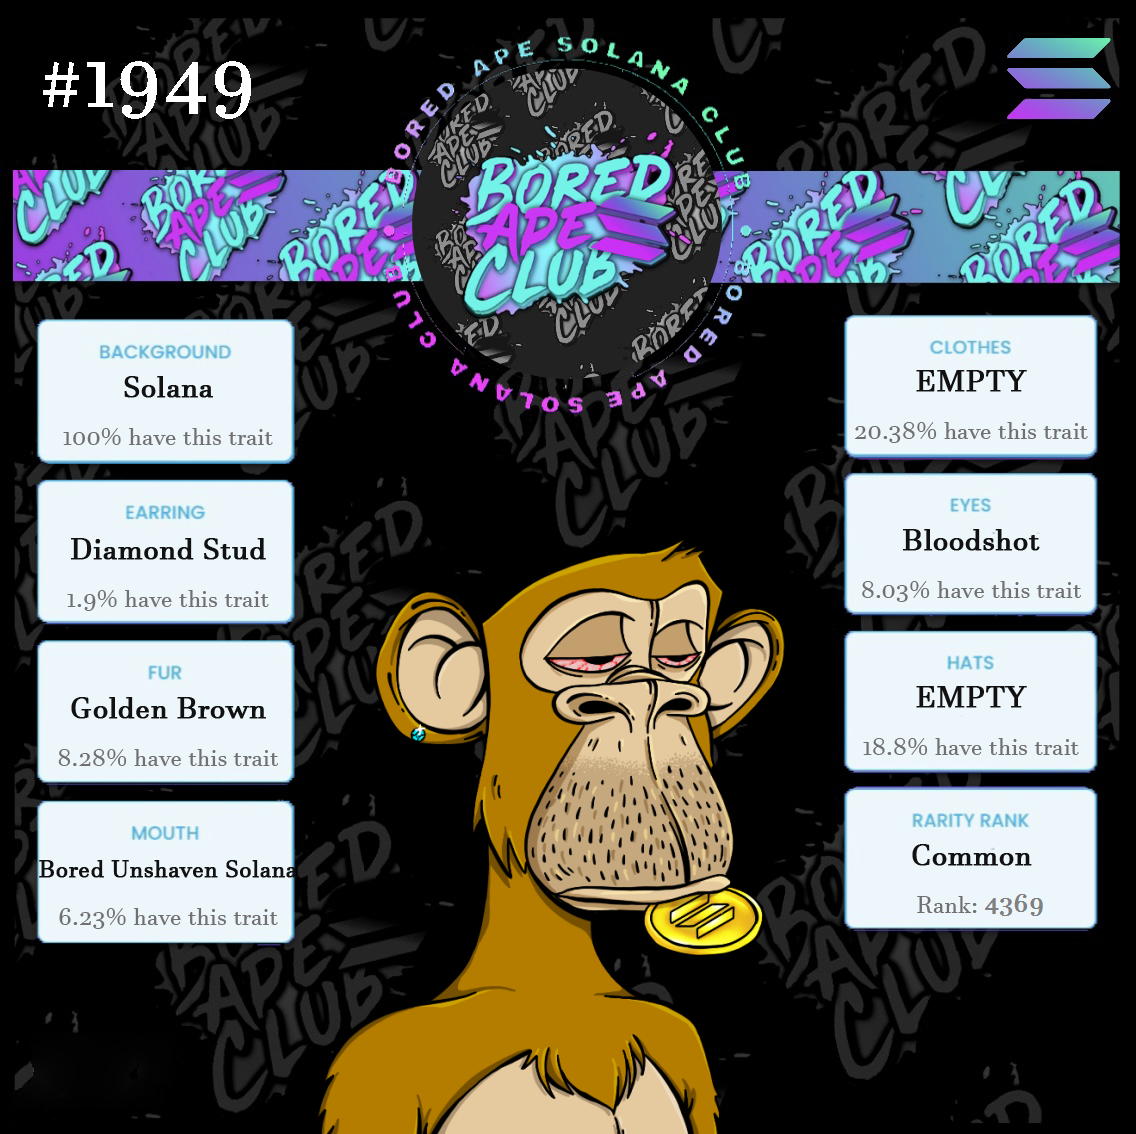 #1949
BORED APE SOLANA CLUB
BORED
APE
CLUB
BORED APE SOLANA CLUB
BACKGROUND
Solana
100% have this trait
EARRING
Diamond Stud
1.9% have this trait
FUR
Golden Brown
8.28% have this trait
MOUTH
Bored Unshaven Solana
6.23% have this trait
CLOTHES
EMPTY
20.38% have this trait
EYES
Bloodshot
8.03% have this trait
HATS
EMPTY
18.8% have this trait
RARITY RANK
Common
Rank: 4369